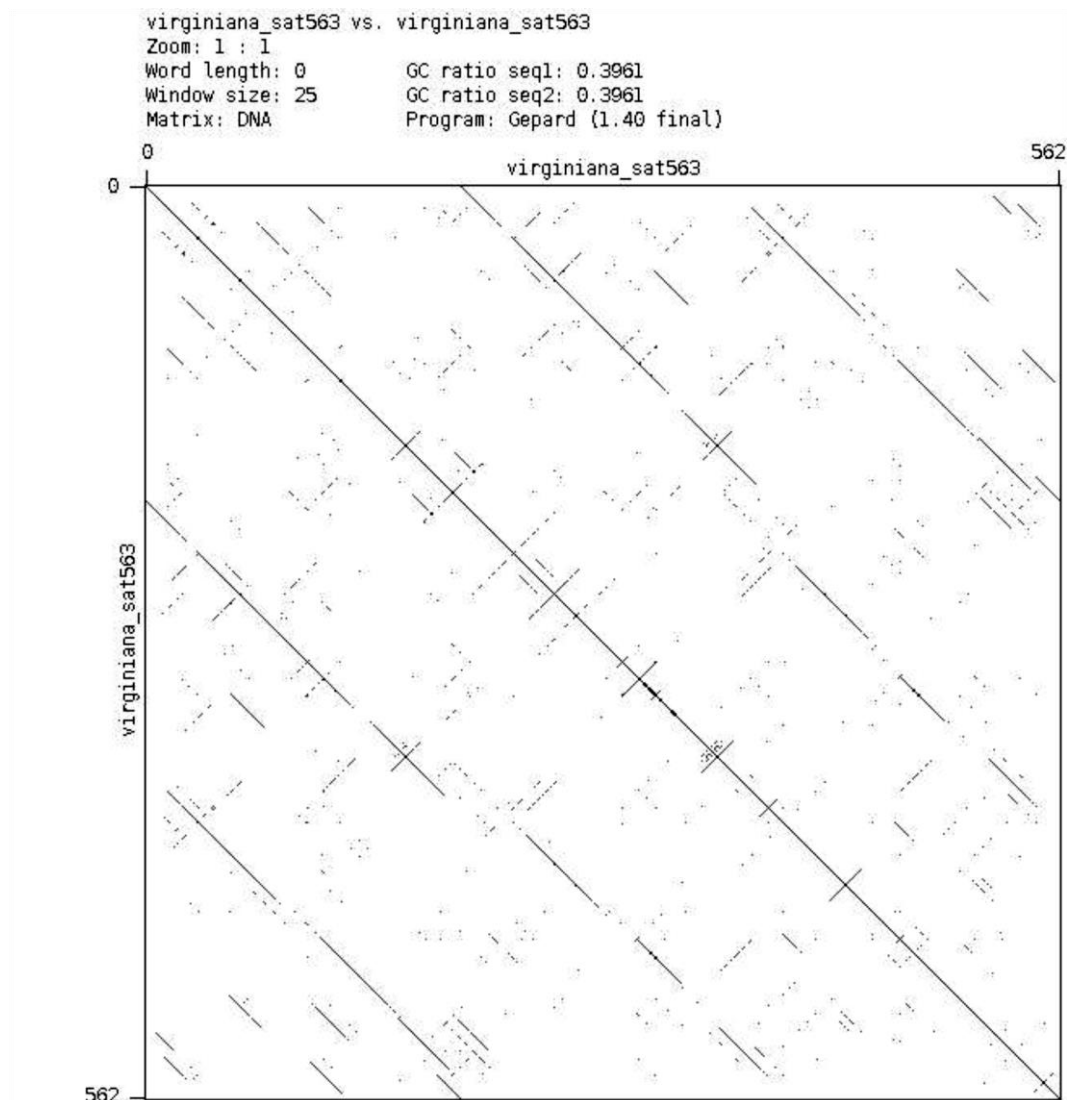 virginiana_sat563 vs. virginiana_sat563
Zoom: 1 : 1
Word length: 0 GC ratio seq1: 0.3961
Window size: 25 GC ratio seq2: 0.3961
Matrix: DNA Program: Gepard (1.40 final)
0 562
virginiana_sat563
0
virginiana_sat563
562